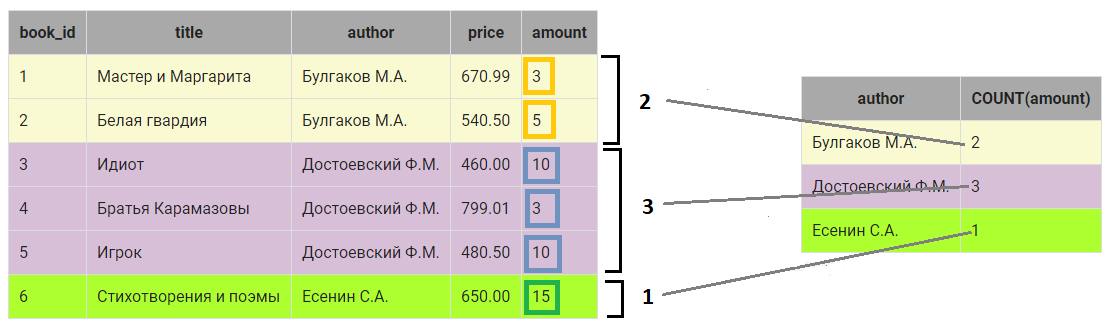 book_id title author price amount
1 Мастер и Маргарита Булгаков М.А. 670.99 3
2 Белая гвардия Булгаков М.А. 540.50 5
3 Идиот Достоевский Ф.М. 460.00 10
4 Братья Карамазовы Достоевский Ф.М. 799.01 3
5 Игрок Достоевский Ф.М. 480.50 10
6 Стихотворения и поэмы Есенин С.А. 650.00 15
2
3
1
author COUNT(amount)
Булгаков М.А. 2
Достоевский Ф.М. 3
Есенин С.А. 1